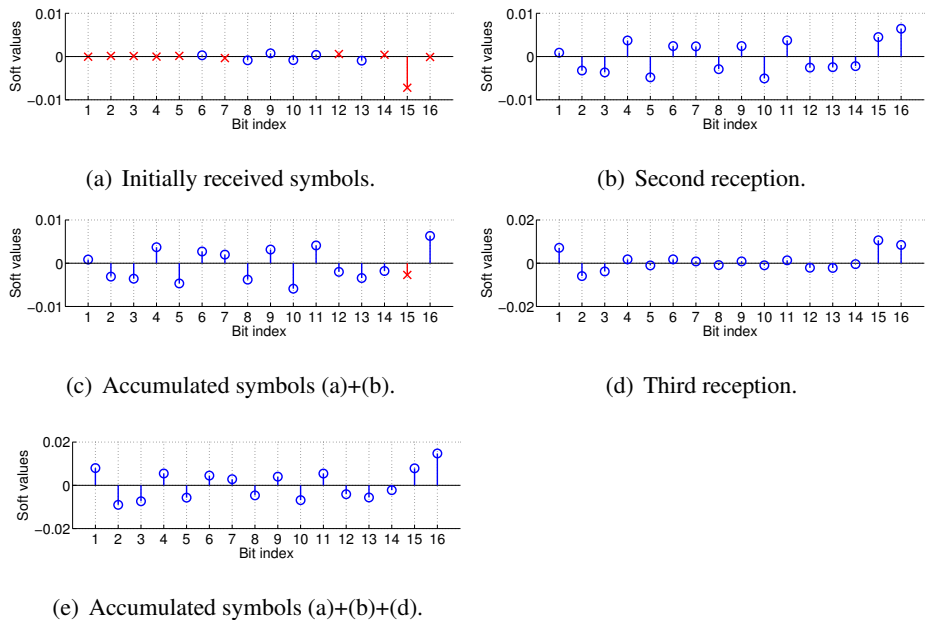 0.01
0
−0.01
Soft values
1 2 3 4 5 6 7 8 9 10 11 12 13 14 15 16
Bit index
(a) Initially received symbols.
0.01
0
−0.01
Soft values
1 2 3 4 5 6 7 8 9 10 11 12 13 14 15 16
Bit index
(b) Second reception.
0.01
0
−0.01
Soft values
1 2 3 4 5 6 7 8 9 10 11 12 13 14 15 16
Bit index
(c) Accumulated symbols (a)+(b).
0.02
0
−0.02
Soft values
1 2 3 4 5 6 7 8 9 10 11 12 13 14 15 16
Bit index
(d) Third reception.
0.02
0
−0.02
Soft values
1 2 3 4 5 6 7 8 9 10 11 12 13 14 15 16
Bit index
(e) Accumulated symbols (a)+(b)+(d).